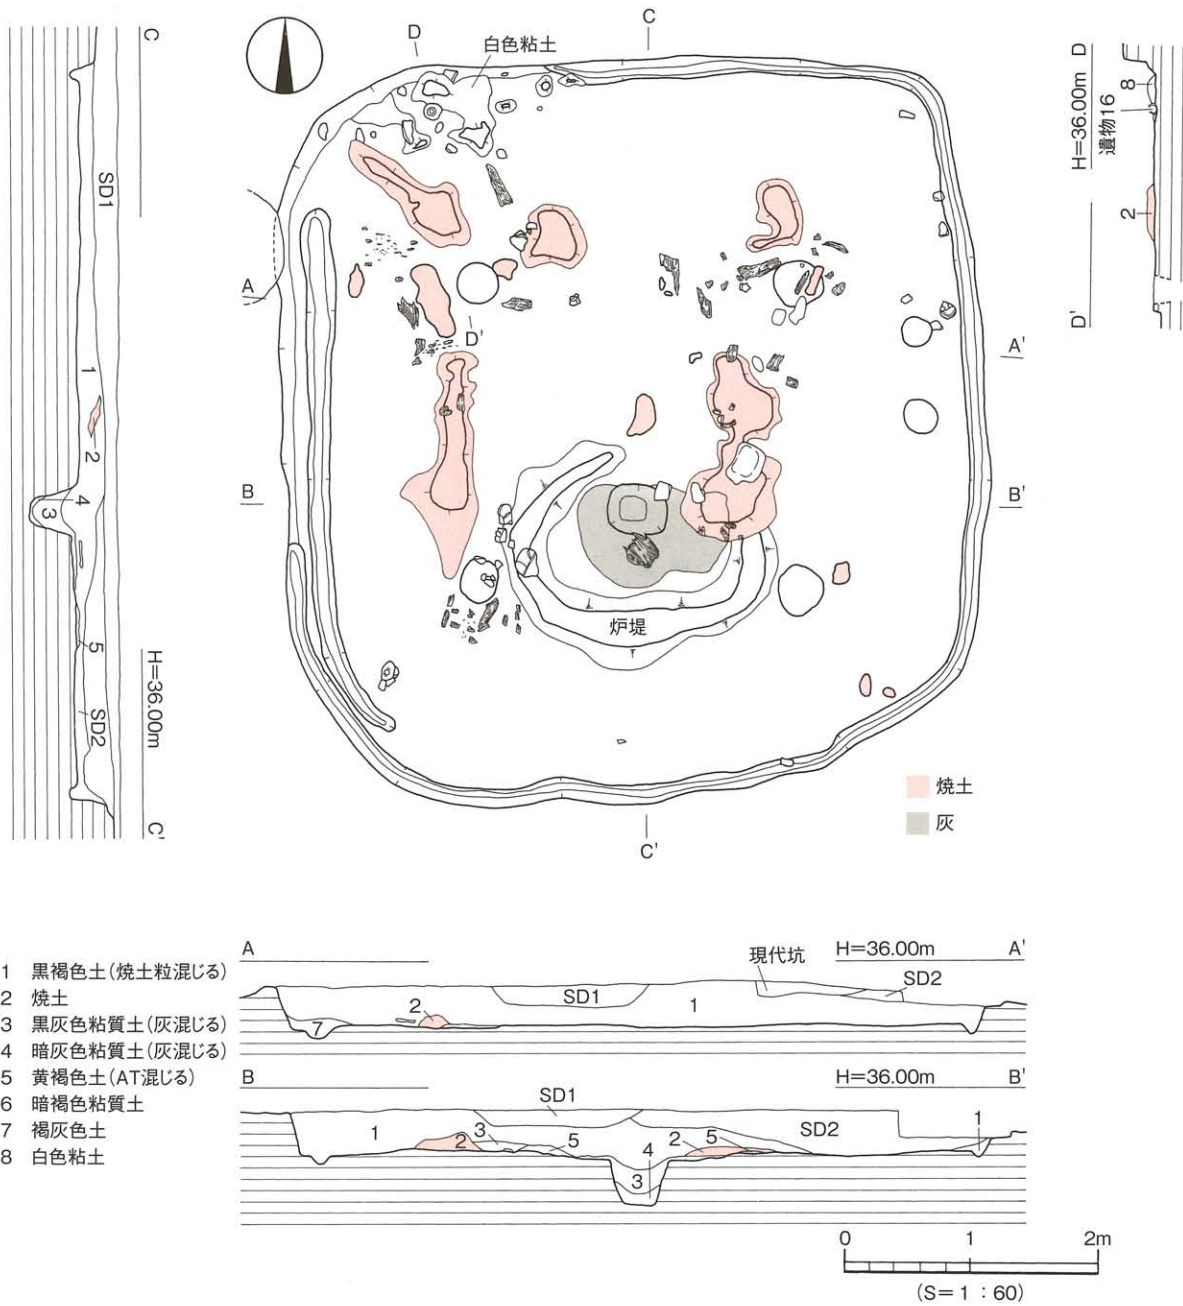 C
SD1
1
2
4
3
5
SD2
H=36.00m
C'
D
白色粘土
C
A
D'
A'
B
B'
炉堤
焼土
灰
C'
D
H=36.00m
遺物16
8
2
D'
1 黒褐色土(焼土粒混じる)
2 焼土
3 黒灰色粘質土(灰混じる)
4 暗灰色粘質土(灰混じる)
5 黄褐色土(AT混じる)
6 暗褐色粘質土
7 褐灰色土
8 白色粘土
A
現代坑
H=36.00m
A'
SD1
SD2
2
1
7
B
H=36.00m
B'
SD1
1
2
3
5
4
3
2
5
SD2
1
0 1 2m
(S=1:60)